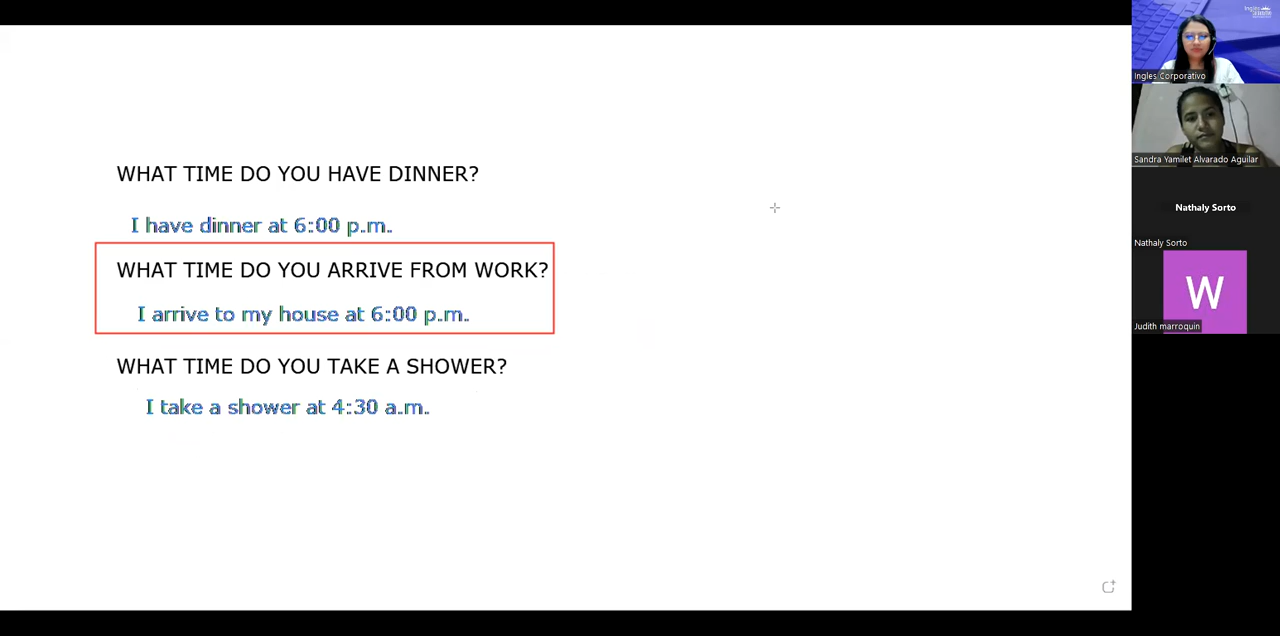 WHAT TIME DO YOU HAVE DINNER?
I have dinner at 6:00 p.m.
WHAT TIME DO YOU ARRIVE FROM WORK?
I arrive to my house at 6:00 p.m.
WHAT TIME DO YOU TAKE A SHOWER?
I take a shower at 4:30 a.m.
Ingles Corporativo
Sandra Yamilet Alvarado Aguilar
Nathaly Sorto
Nathaly Sorto
W
Judith marroquin